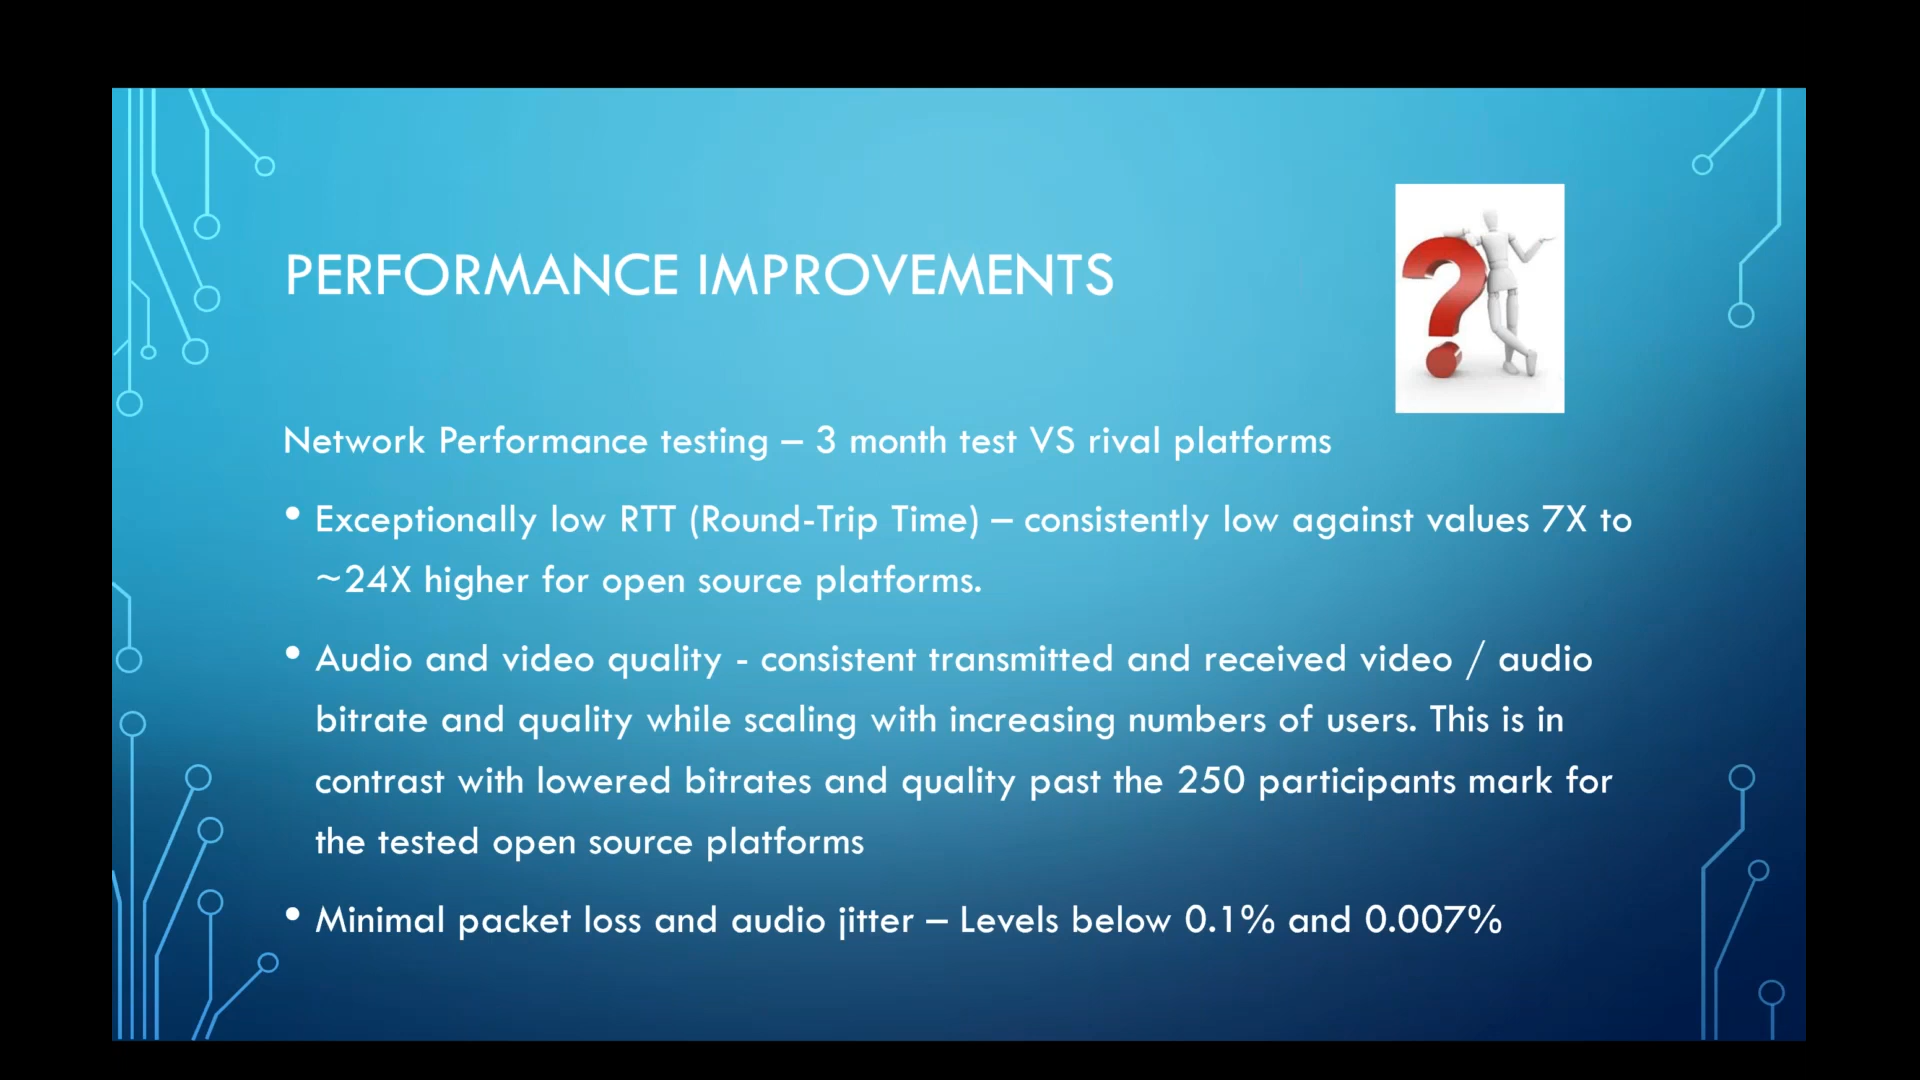 PERFORMANCE IMPROVEMENTS
Network Performance testing – 3 month test VS rival platforms
• Exceptionally low RTT (Round-Trip Time) – consistently low against values 7X to
~24X higher for open source platforms.
• Audio and video quality - consistent transmitted and received video / audio
bitrate and quality while scaling with increasing numbers of users. This is in
contrast with lowered bitrates and quality past the 250 participants mark for
the tested open source platforms
• Minimal packet loss and audio jitter – Levels below 0.1% and 0.007%